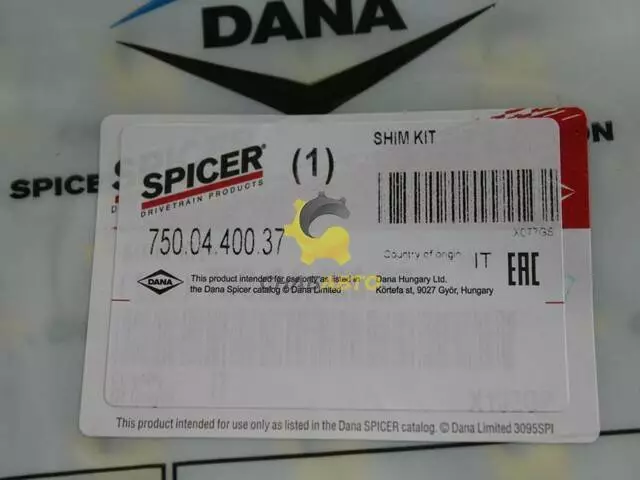 DANA
SPICER
SPICER®
DRIVETRAIN PRODUCTS
(1)
SHIM KIT
750.04.400.37
X077GS
Country of origin IT
EAC
DANA
This product intended for use only as listed in
the Dana Spicer catalog © Dana Limited
Dana Hungary Ltd.
Körtefa st, 9027 Győr, Hungary
АВТО
This product intended for use only as listed in the Dana SPICER catalog. © Dana Limited 3095SPI